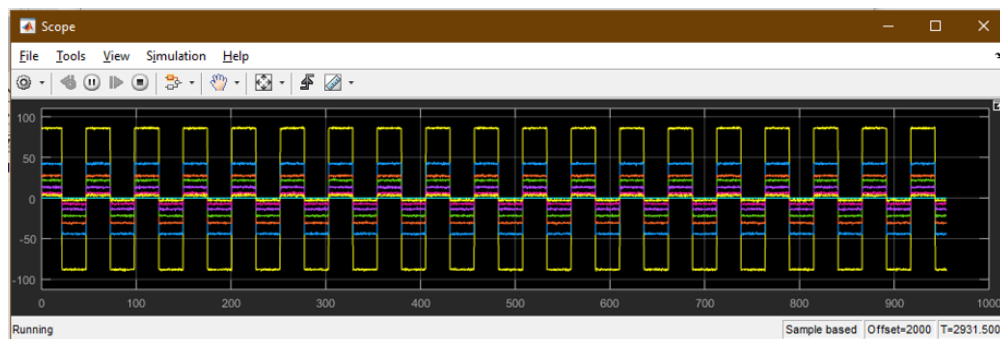 Scope
File Tools View Simulation Help
100
50
0
-50
-100
0 100 200 300 400 500 600 700 800 900 1000
Running Sample based Offset=2000 T=2931.500